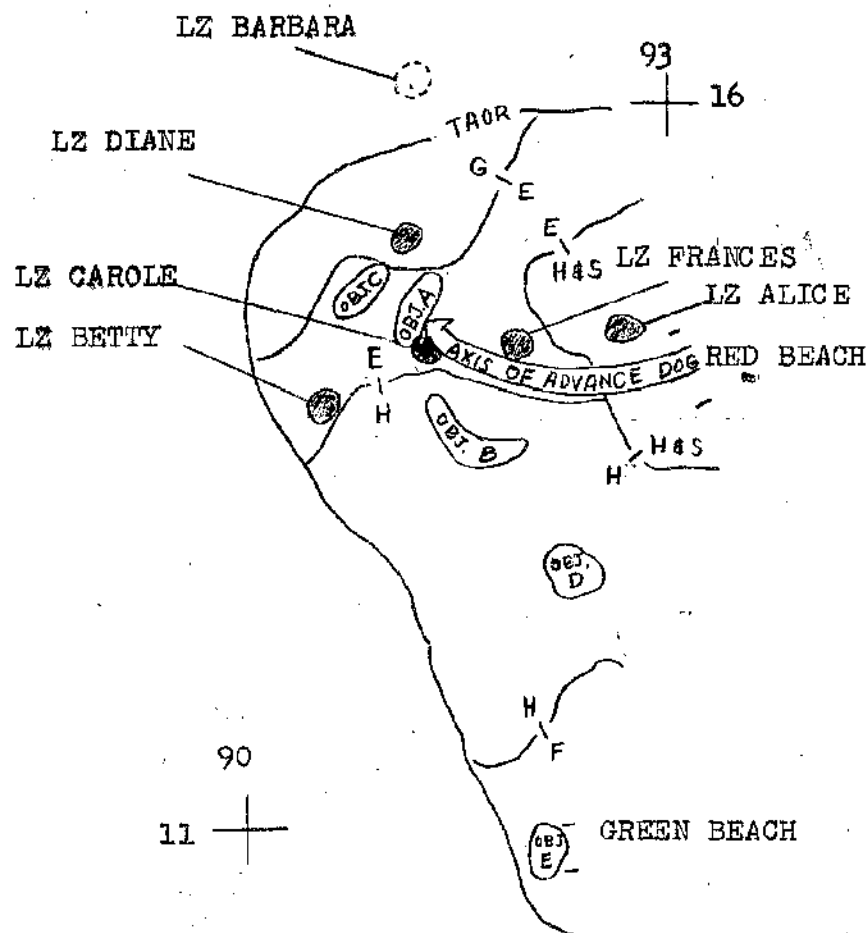 LZ BARBARA
93
16
TAOR
LZ DIANE
G
E
E
H&S
LZ FRANCES
LZ CAROLE
OBJ.C
OBJ.A
LZ ALICE
LZ BETTY
E
H
AXIS OF ADVANCE DOG
RED BEACH
OBJ. B
H
H&S
OBJ.
D
H
F
90
11
OBJ
E
GREEN BEACH